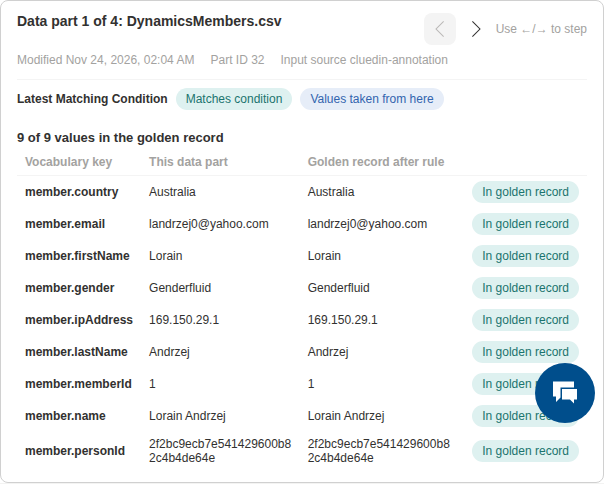 Data part 1 of 4: DynamicsMembers.csv
Use ←/→ to step
Modified Nov 24, 2026, 02:04 AM Part ID 32 Input source cluedin-annotation
Latest Matching Condition Matches condition Values taken from here
9 of 9 values in the golden record
Vocabulary key This data part Golden record after rule
member.country Australia Australia In golden record
member.email landrzej0@yahoo.com landrzej0@yahoo.com In golden record
member.firstName Lorain Lorain In golden record
member.gender Genderfluid Genderfluid In golden record
member.ipAddress 169.150.29.1 169.150.29.1 In golden record
member.lastName Andrzej Andrzej In golden record
member.memberId 1 1 In golden
member.name Lorain Andrzej Lorain Andrzej In golden
member.personId 2f2bc9ecb7e541429600b8 2f2bc9ecb7e541429600b8 In golden record
2c4b4de64e 2c4b4de64e